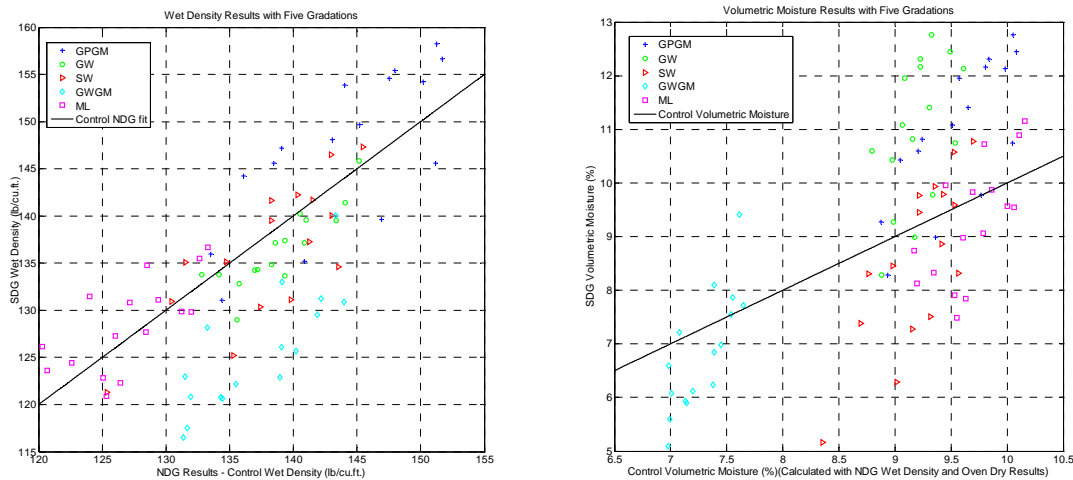 Wet Density Results with Five Gradations
160
155
150
145
140
135
130
125
120
115
SDG Wet Density (lb/cu.ft.)
GPGM
GW
SW
GWGM
ML
Control NDG fit
120 125 130 135 140 145 150 155
NDG Results - Control Wet Density (lb/cu.ft.)
Volumetric Moisture Results with Five Gradations
13
12
11
10
9
8
7
6
5
SDG Volumetric Moisture (%)
GPGM
GW
SW
GWGM
ML
Control Volumetric Moisture
6.5 7 7.5 8 8.5 9 9.5 10 10.5
Control Volumetric Moisture (%)(Calculated with NDG Wet Density and Oven Dry Results)